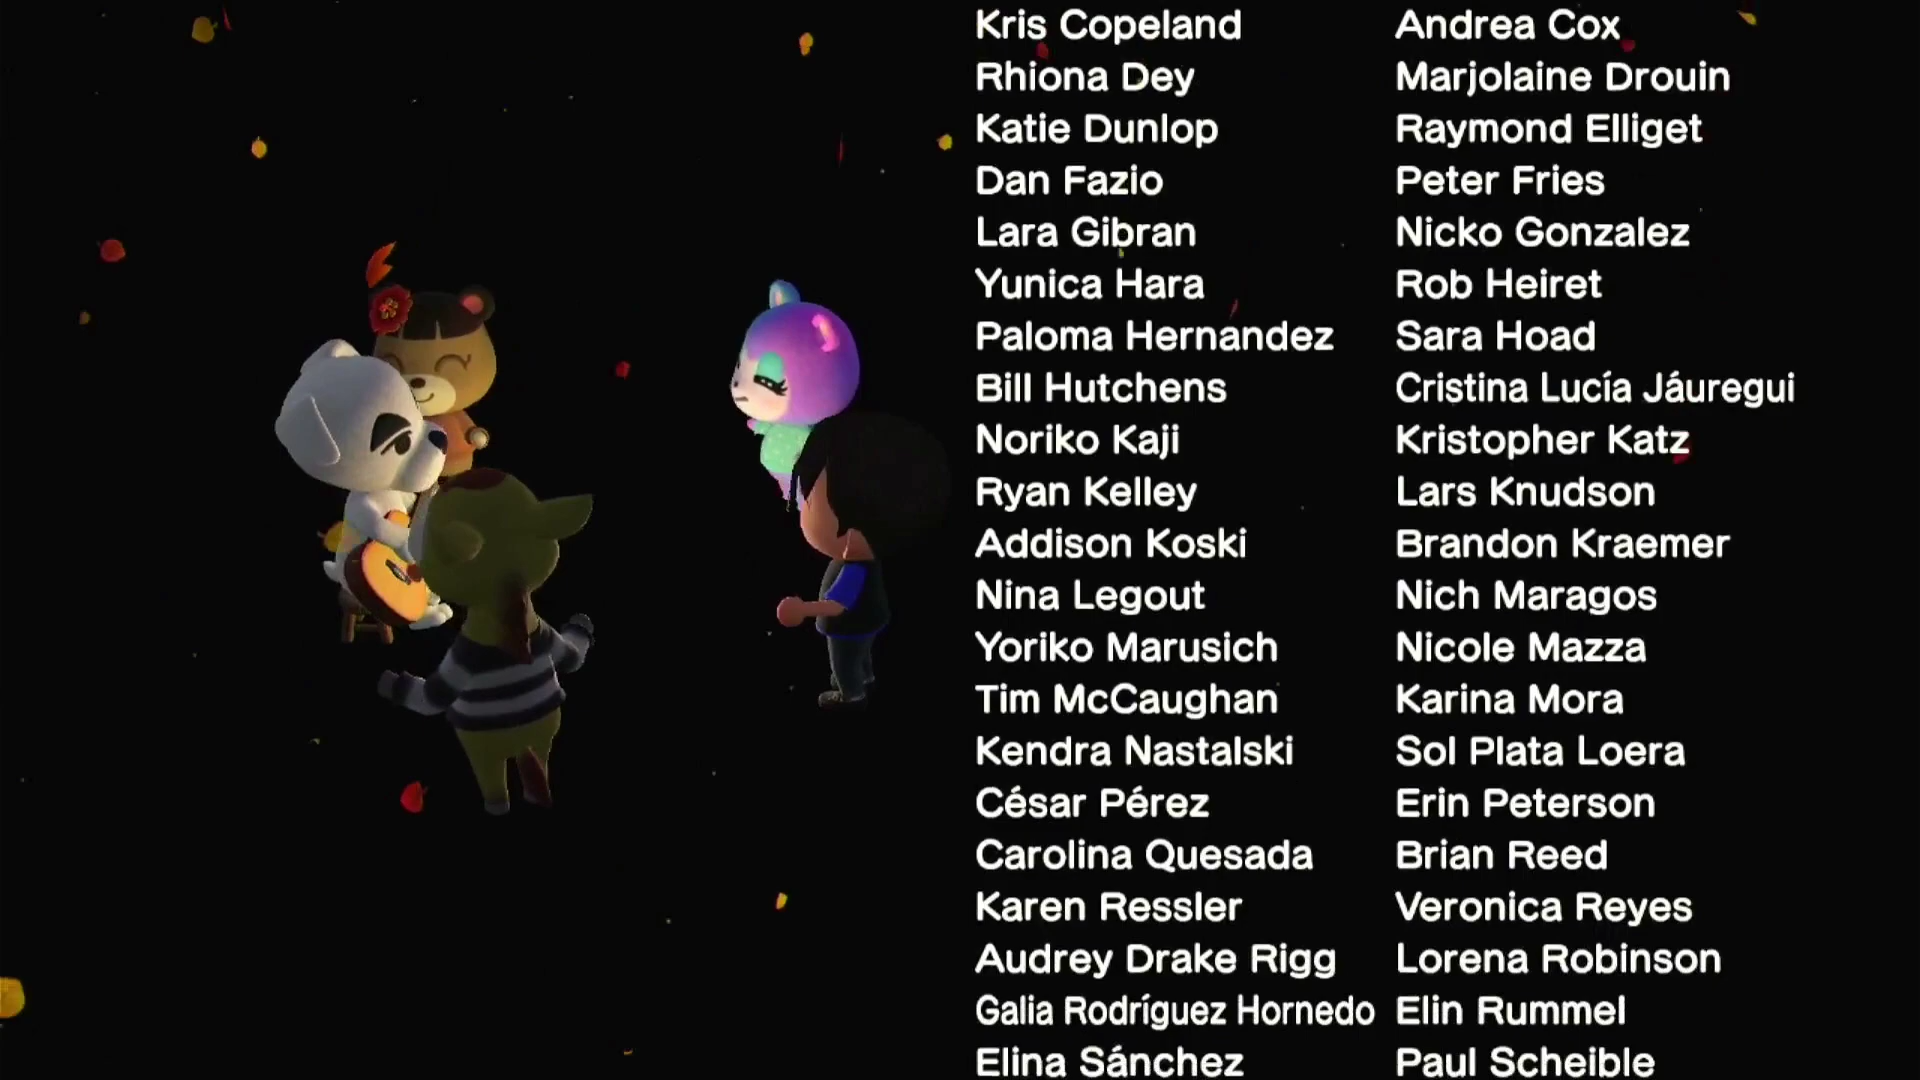 Kris Copeland Andrea Cox
Rhiona Dey Marjolaine Drouin
Katie Dunlop Raymond Elliget
Dan Fazio Peter Fries
Lara Gibran Nicko Gonzalez
Yunica Hara Rob Heiret
Paloma Hernandez Sara Hoad
Bill Hutchens Cristina Lucía Jáuregui
Noriko Kaji Kristopher Katz
Ryan Kelley Lars Knudson
Addison Koski Brandon Kraemer
Nina Legout Nich Maragos
Yoriko Marusich Nicole Mazza
Tim McCaughan Karina Mora
Kendra Nastalski Sol Plata Loera
César Pérez Erin Peterson
Carolina Quesada Brian Reed
Karen Ressler Veronica Reyes
Audrey Drake Rigg Lorena Robinson
Galia Rodríguez Hornedo Elin Rummel
Elina Sánchez Paul Scheible